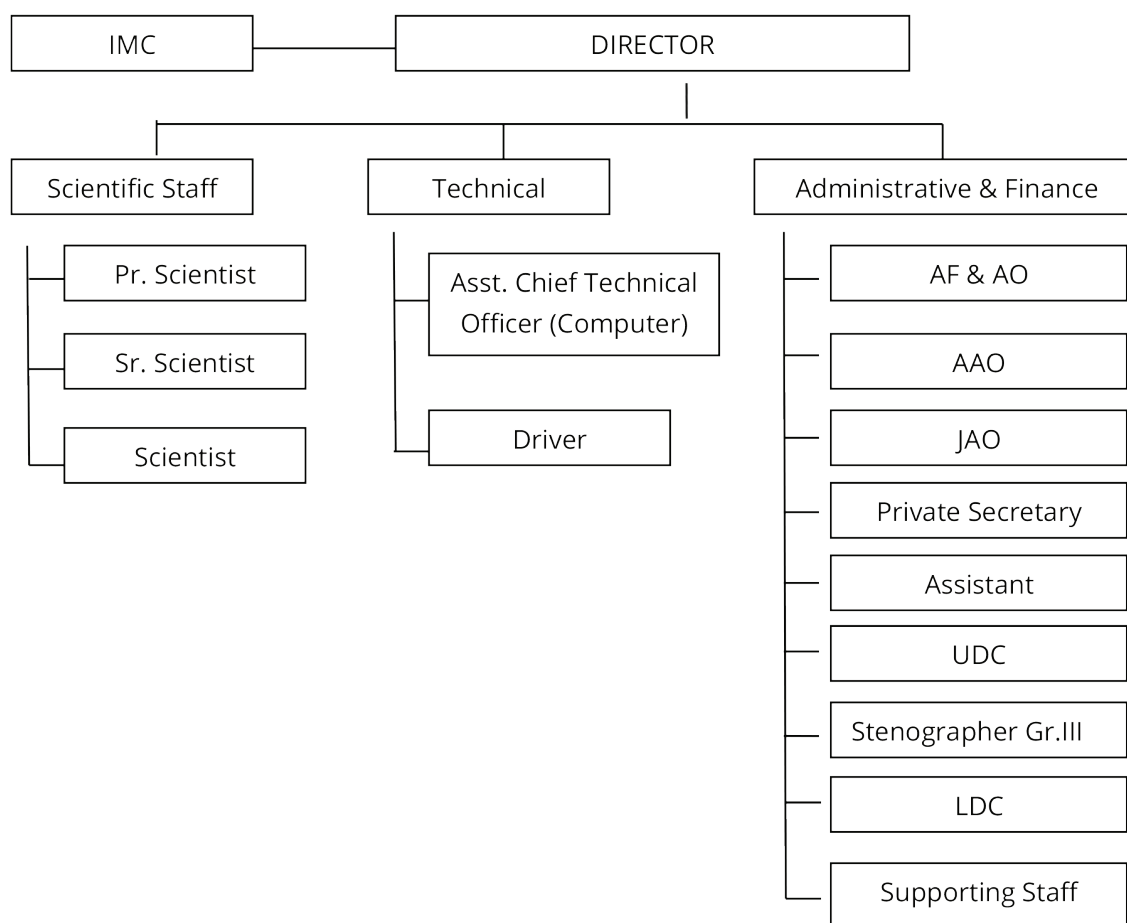 IMC
DIRECTOR
Scientific Staff
Technical
Administrative & Finance
Pr. Scientist
Sr. Scientist
Scientist
Asst. Chief Technical
Officer (Computer)
Driver
AF & AO
AAO
JAO
Private Secretary
Assistant
UDC
Stenographer Gr.III
LDC
Supporting Staff